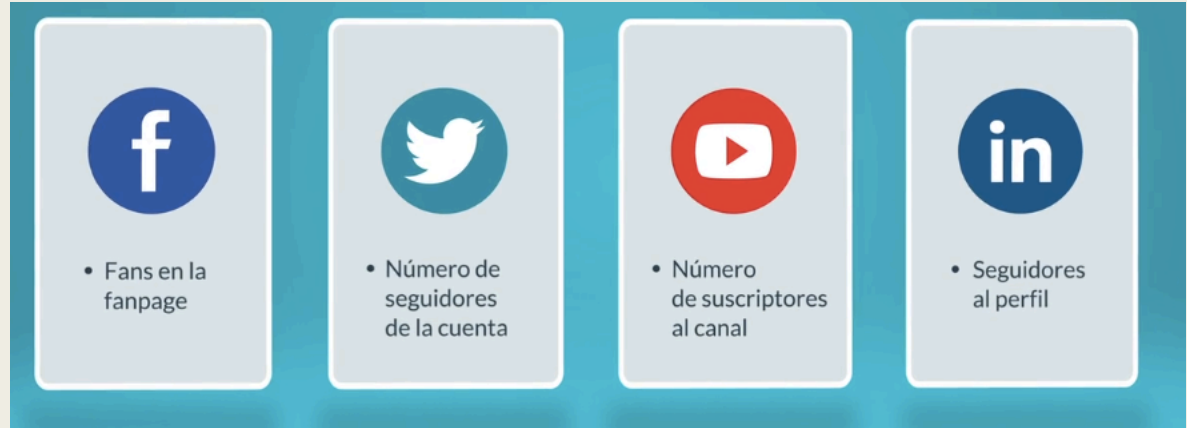 f
in
• Fans en la
fanpage
• Número de
seguidores
de la cuenta
• Número
de suscriptores
al canal
• Seguidores
al perfil